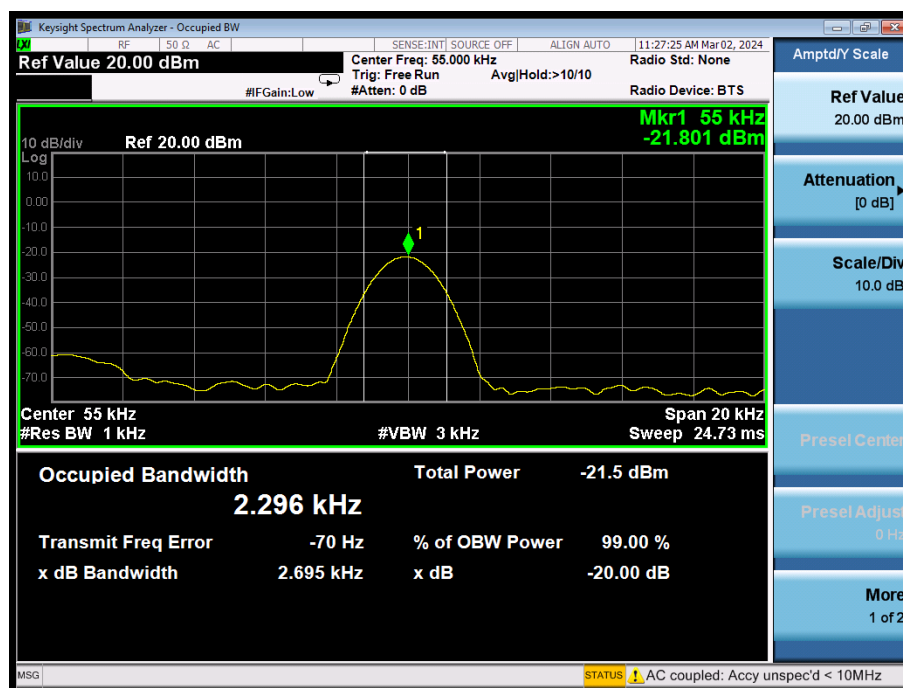 Keysight Spectrum Analyzer - Occupied BW
LXI RF 50 Ω AC SENSE:INT SOURCE OFF ALIGN AUTO 11:27:25 AM Mar 02, 2024
Ref Value 20.00 dBm Center Freq: 55.000 kHz Radio Std: None
Trig: Free Run Avg|Hold:>10/10
#IFGain:Low #Atten: 0 dB Radio Device: BTS
Mkr1 55 kHz
10 dB/div Ref 20.00 dBm -21.801 dBm
Log
10.0
0.00
-10.0
1
-20.0
-30.0
-40.0
-50.0
-60.0
-70.0
Center 55 kHz Span 20 kHz
#Res BW 1 kHz #VBW 3 kHz Sweep 24.73 ms
Occupied Bandwidth Total Power -21.5 dBm
2.296 kHz
Transmit Freq Error -70 Hz % of OBW Power 99.00 %
x dB Bandwidth 2.695 kHz x dB -20.00 dB
Amptd/Y Scale
Ref Value
20.00 dBm
Attenuation
[0 dB]
Scale/Div
10.0 dB
Presel Center
Presel Adjust
0 Hz
More
1 of 2
MSG STATUS AC coupled: Accy unspec'd < 10MHz